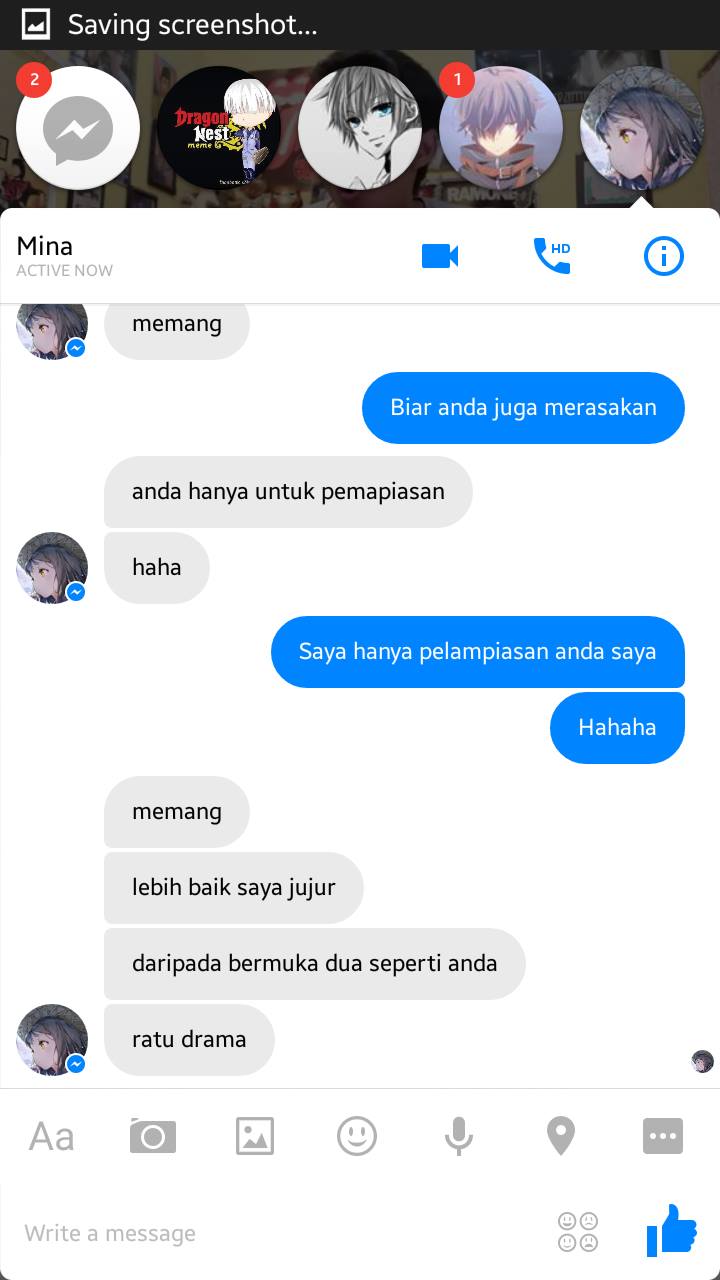 Saving screenshot...
2
1
Dragon
Nest
meme
RAMONES
Mina
ACTIVE NOW
HD
memang
Biar anda juga merasakan
anda hanya untuk pemapiasan
haha
Saya hanya pelampiasan anda saya
Hahaha
memang
lebih baik saya jujur
daripada bermuka dua seperti anda
ratu drama
Aa
Write a message